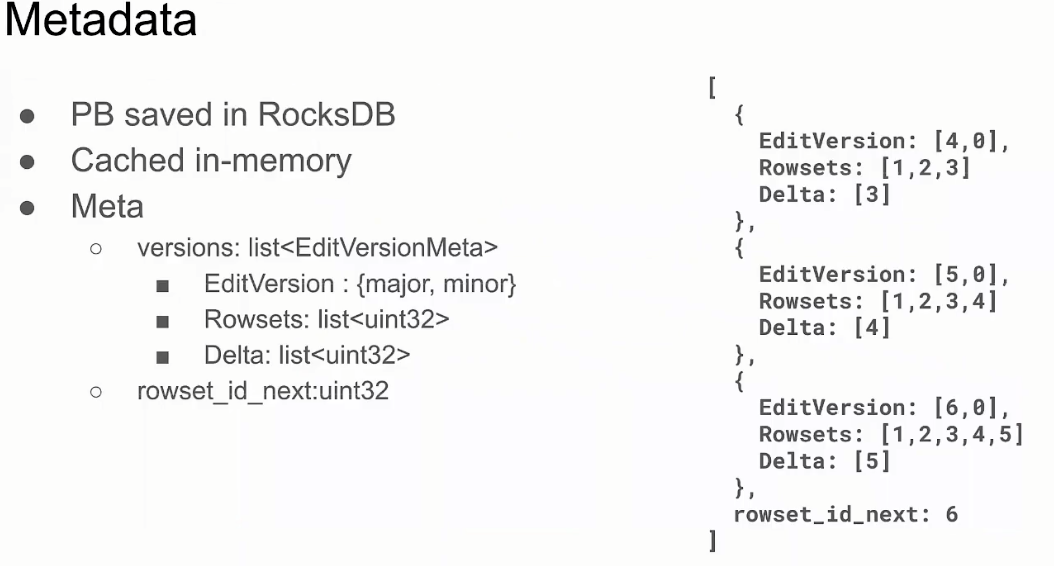 Metadata
● PB saved in RocksDB
● Cached in-memory
● Meta
○ versions: list<EditVersionMeta>
■ EditVersion : {major, minor}
■ Rowsets: list<uint32>
■ Delta: list<uint32>
○ rowset_id_next:uint32
[
{
EditVersion: [4,0],
Rowsets: [1,2,3]
Delta: [3]
},
{
EditVersion: [5,0],
Rowsets: [1,2,3,4]
Delta: [4]
},
{
EditVersion: [6,0],
Rowsets: [1,2,3,4,5]
Delta: [5]
},
rowset_id_next: 6
]